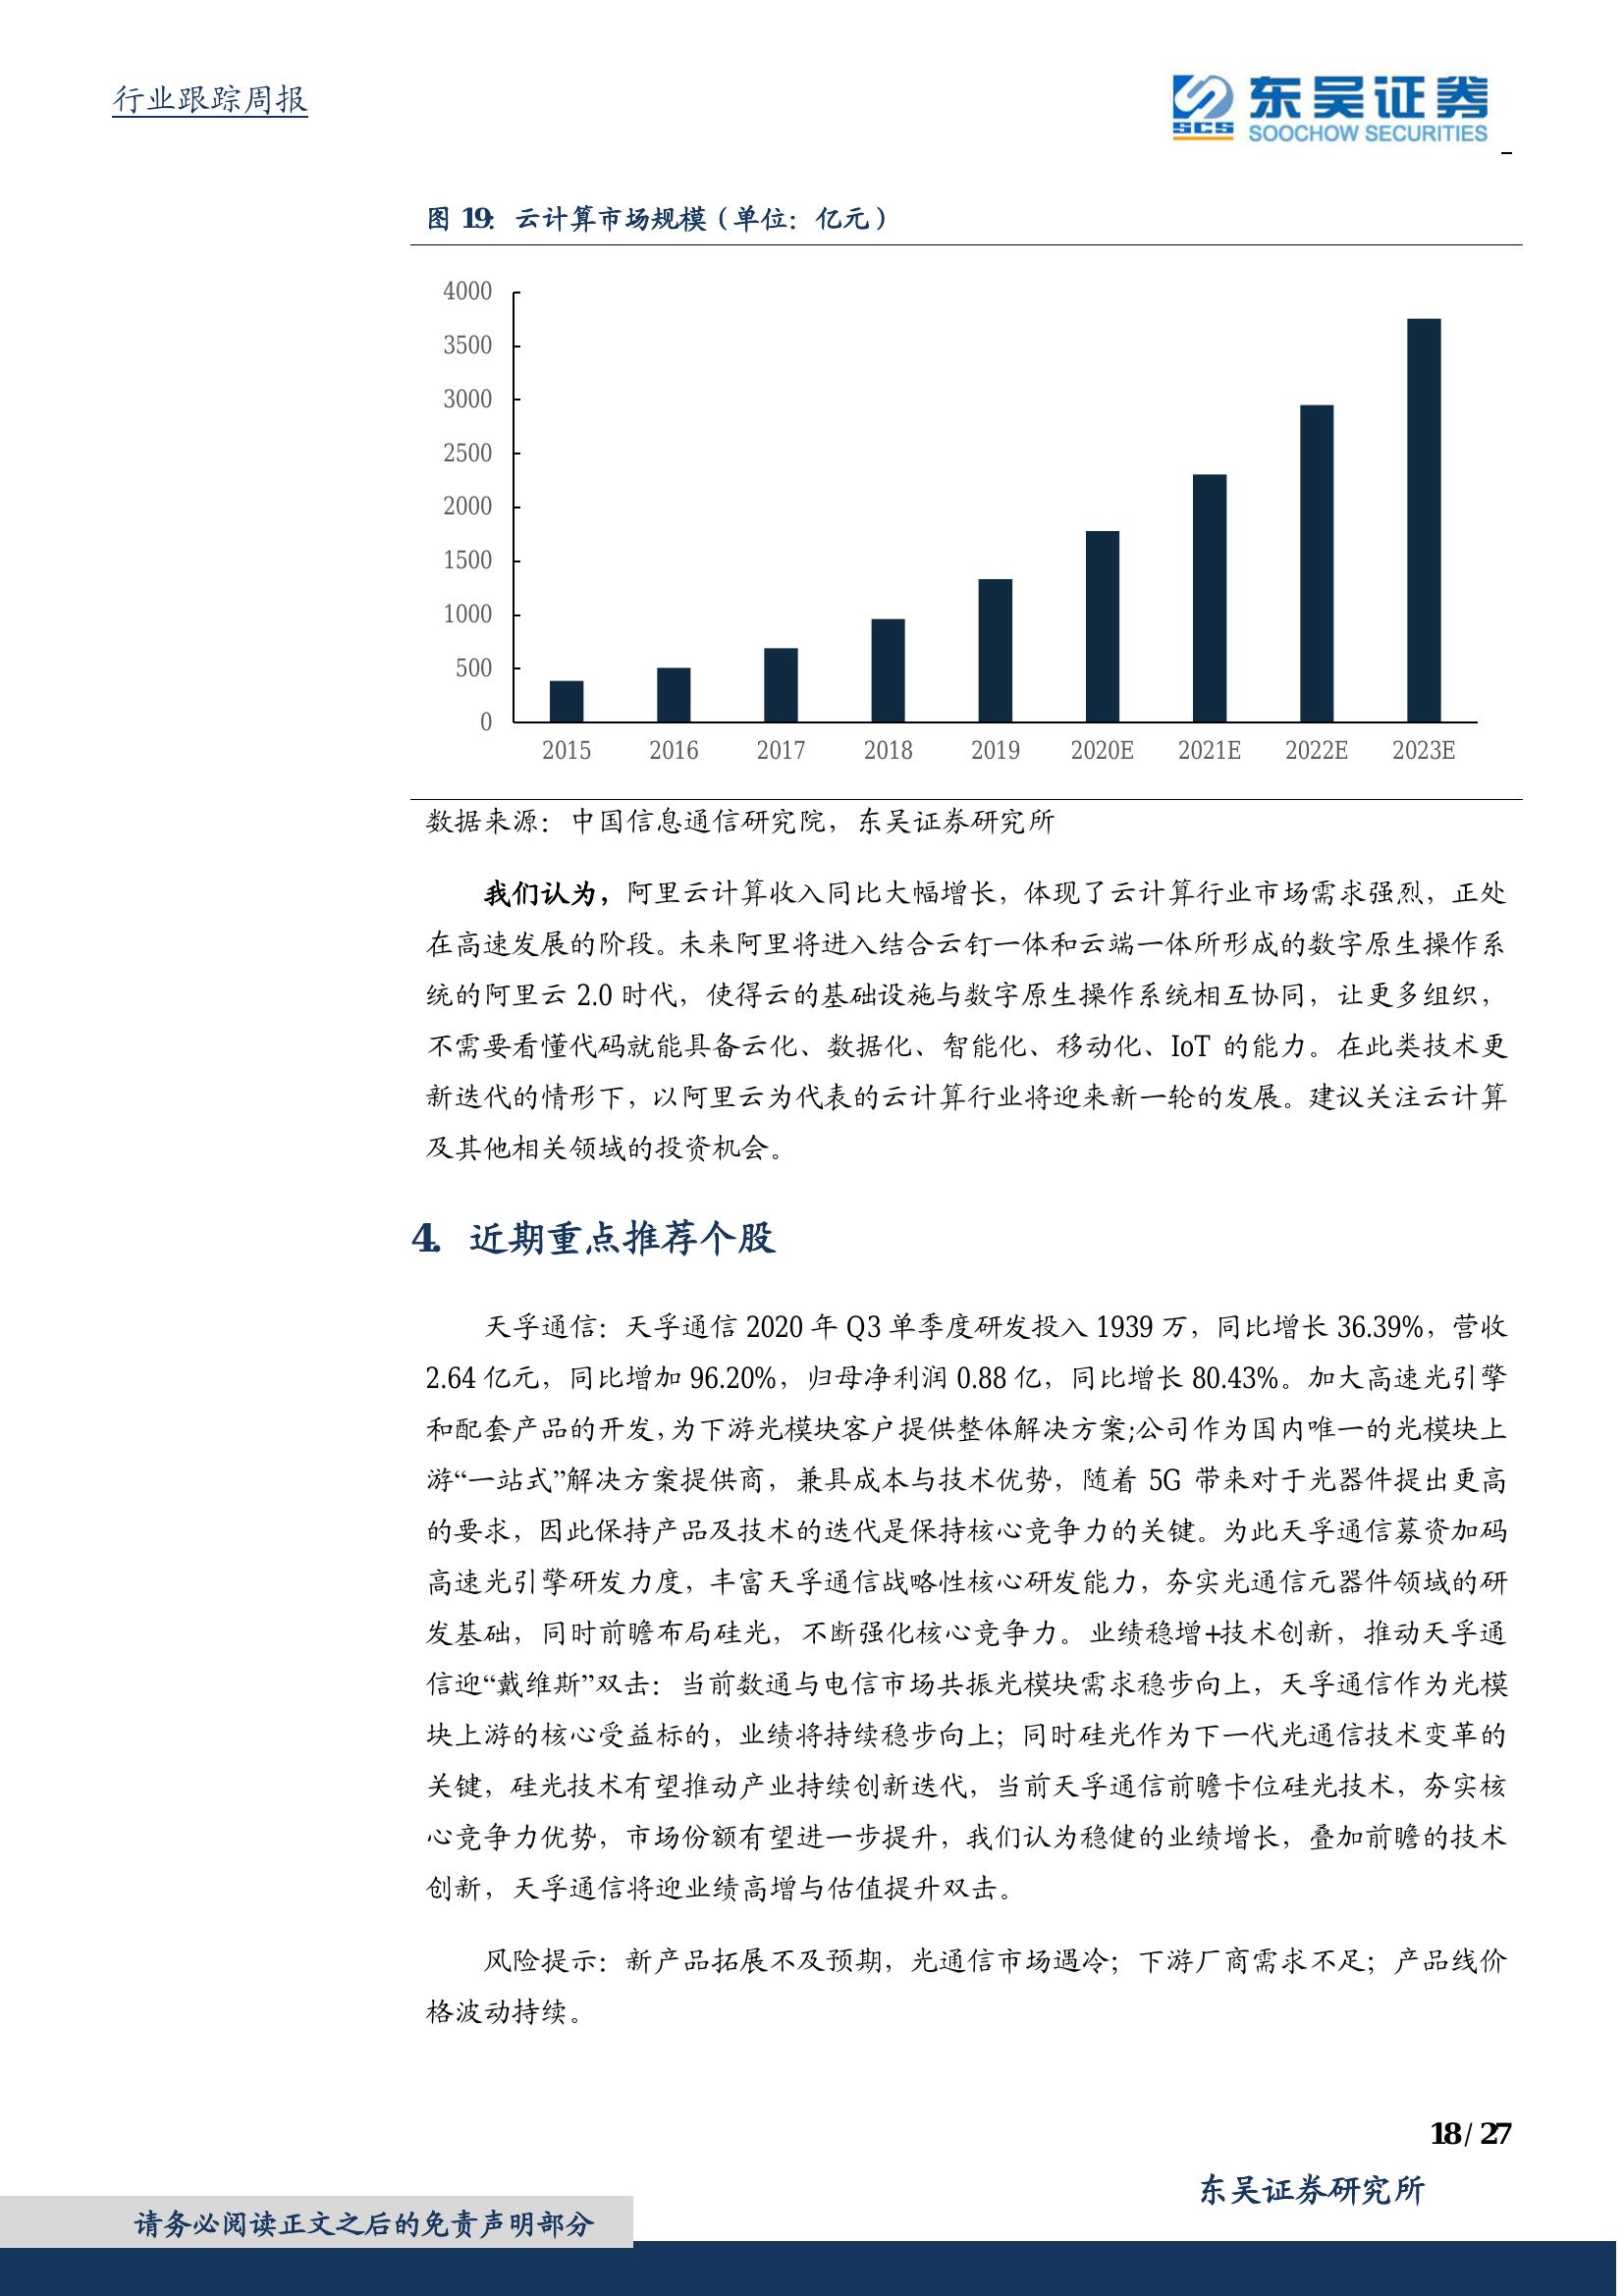 行业跟踪周报
SCS
东吴证券
SOOCHOW SECURITIES
图 19： 云计算市场规模（单位：亿元）
4000
3500
3000
2500
2000
1500
1000
500
0
2015 2016 2017 2018 2019 2020E 2021E 2022E 2023E
数据来源：中国信息通信研究院，东吴证券研究所
我们认为，阿里云计算收入同比大幅增长，体现了云计算行业市场需求强烈，正处
在高速发展的阶段。未来阿里将进入结合云钉一体和云端一体所形成的数字原生操作系
统的阿里云 2.0 时代，使得云的基础设施与数字原生操作系统相互协同，让更多组织，
不需要看懂代码就能具备云化、数据化、智能化、移动化、IoT 的能力。在此类技术更
新迭代的情形下，以阿里云为代表的云计算行业将迎来新一轮的发展。建议关注云计算
及其他相关领域的投资机会。
4. 近期重点推荐个股
天孚通信：天孚通信 2020 年 Q3 单季度研发投入 1939 万，同比增长 36.39%，营收
2.64 亿元，同比增加 96.20%，归母净利润 0.88 亿，同比增长 80.43%。加大高速光引擎
和配套产品的开发,为下游光模块客户提供整体解决方案;公司作为国内唯一的光模块上
游“一站式”解决方案提供商，兼具成本与技术优势，随着 5G 带来对于光器件提出更高
的要求，因此保持产品及技术的迭代是保持核心竞争力的关键。为此天孚通信募资加码
高速光引擎研发力度，丰富天孚通信战略性核心研发能力，夯实光通信元器件领域的研
发基础，同时前瞻布局硅光，不断强化核心竞争力。业绩稳增+技术创新，推动天孚通
信迎“戴维斯”双击：当前数通与电信市场共振光模块需求稳步向上，天孚通信作为光模
块上游的核心受益标的，业绩将持续稳步向上；同时硅光作为下一代光通信技术变革的
关键，硅光技术有望推动产业持续创新迭代，当前天孚通信前瞻卡位硅光技术，夯实核
心竞争力优势，市场份额有望进一步提升，我们认为稳健的业绩增长，叠加前瞻的技术
创新，天孚通信将迎业绩高增与估值提升双击。
风险提示：新产品拓展不及预期，光通信市场遇冷；下游厂商需求不足；产品线价
格波动持续。
18 / 27
东吴证券研究所
请务必阅读正文之后的免责声明部分